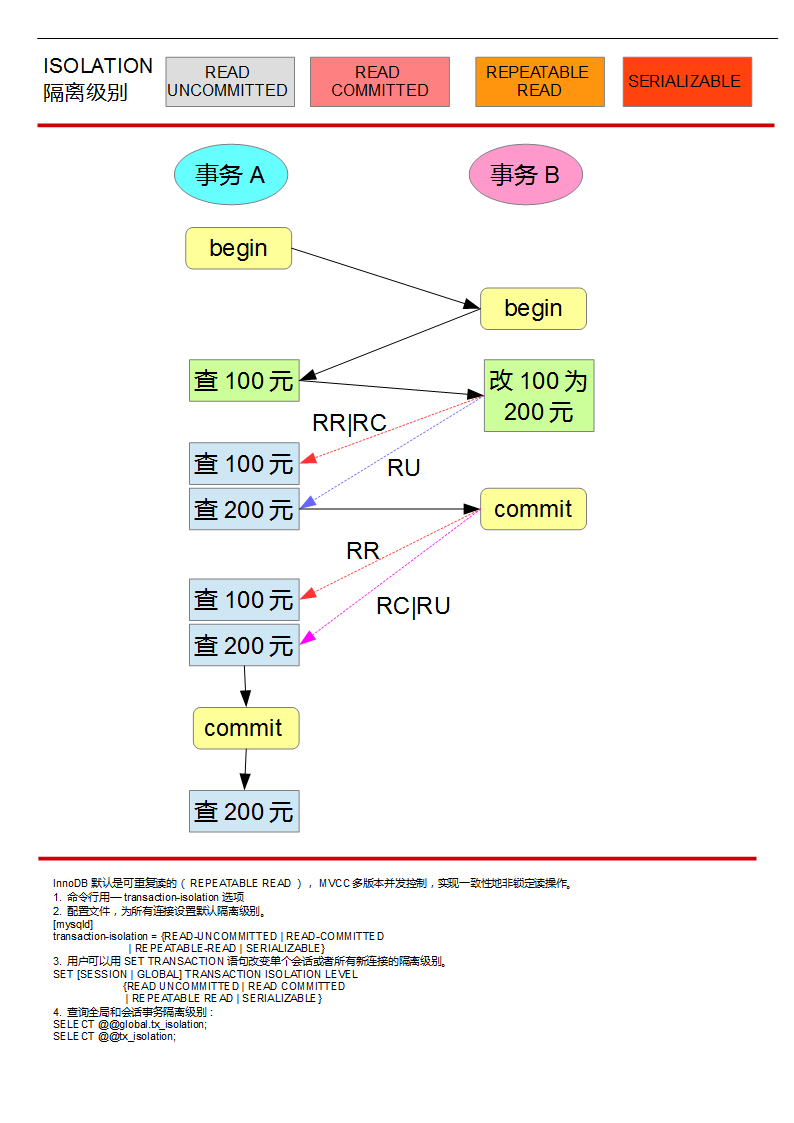 ISOLATION
隔离级别
READ
UNCOMMITTED
READ
COMMITTED
REPEATABLE
READ
SERIALIZABLE
事务 A
事务 B
begin
begin
查 100 元
改 100 为
200 元
RR|RC
查 100 元
RU
查 200 元
commit
RR
查 100 元
RC|RU
查 200 元
commit
查 200 元
InnoDB 默认是可重复读的（ REPEATABLE READ ），MVCC 多版本并发控制，实现一致性地非锁定读操作。
1. 命令行用— transaction-isolation 选项
2. 配置文件，为所有连接设置默认隔离级别。
[mysqld]
transaction-isolation = {READ-UNCOMMITTED | READ-COMMITTED
| REPEATABLE-READ | SERIALIZABLE}
3. 用户可以用 SET TRANSACTION 语句改变单个会话或者所有新连接的隔离级别。
SET [SESSION | GLOBAL] TRANSACTION ISOLATION LEVEL
{READ UNCOMMITTED | READ COMMITTED
| REPEATABLE READ | SERIALIZABLE}
4. 查询全局和会话事务隔离级别：
SELECT @@global.tx_isolation;
SELECT @@tx_isolation;